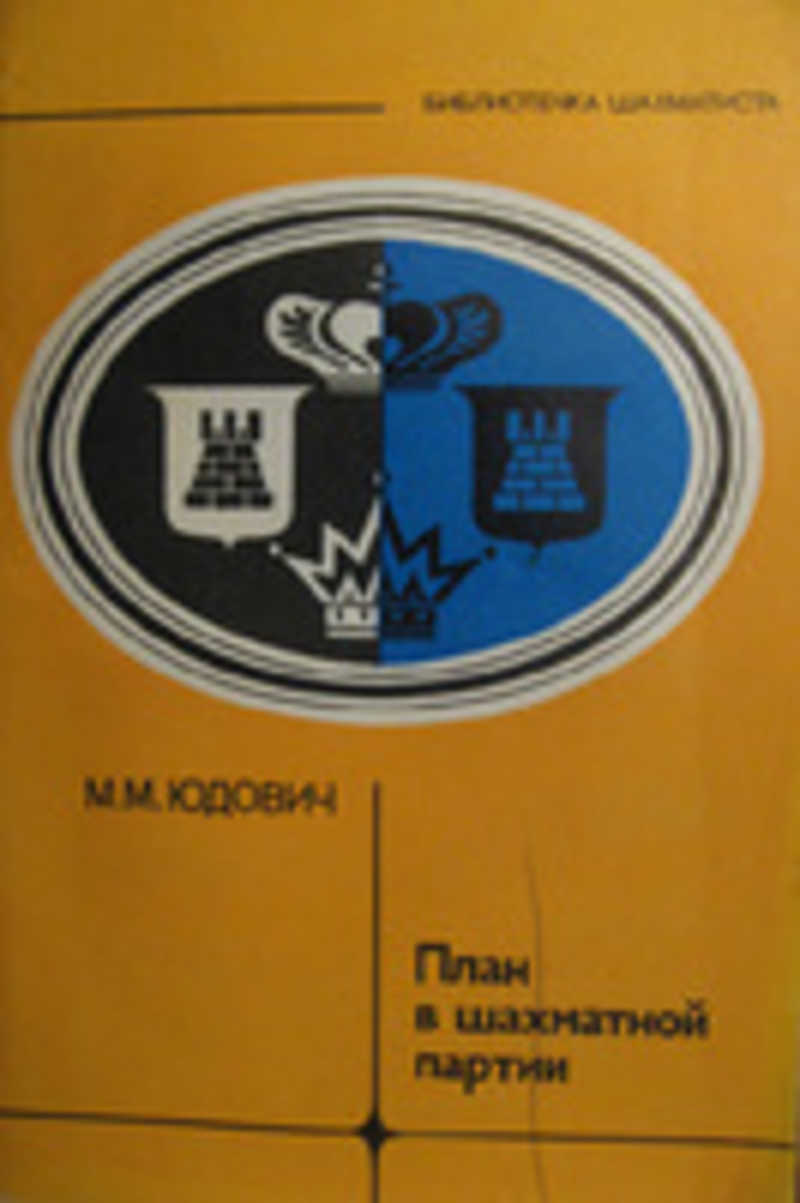 БИБЛИОТЕЧКА ШАХМАТИСТА
М. М. ЮДОВИЧ
План
в шахматной
партии